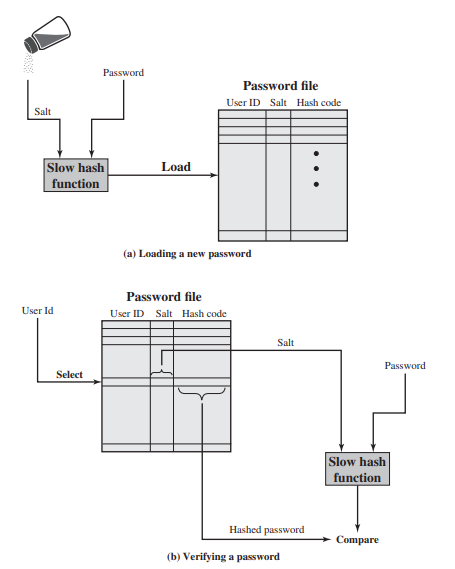 Password
Salt
Password file
User ID Salt Hash code
Slow hash
function
Load
(a) Loading a new password
Password file
User Id
User ID Salt Hash code
Salt
Password
Select
Slow hash
function
Hashed password
Compare
(b) Verifying a password